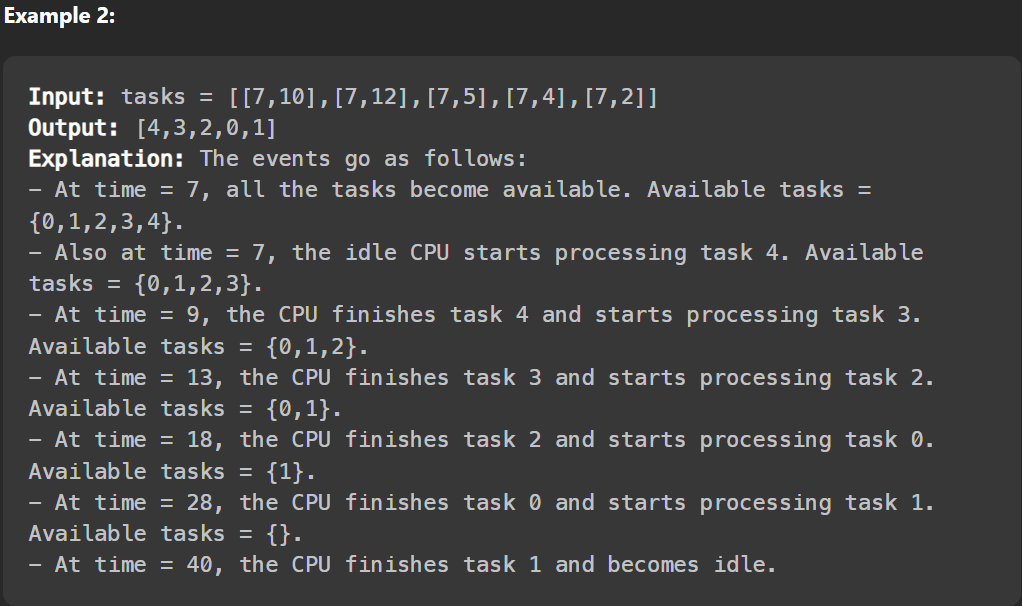 Example 2:
Input: tasks = [[7,10],[7,12],[7,5],[7,4],[7,2]]
Output: [4,3,2,0,1]
Explanation: The events go as follows:
– At time = 7, all the tasks become available. Available tasks =
{0,1,2,3,4}.
– Also at time = 7, the idle CPU starts processing task 4. Available
tasks = {0,1,2,3}.
– At time = 9, the CPU finishes task 4 and starts processing task 3.
Available tasks = {0,1,2}.
– At time = 13, the CPU finishes task 3 and starts processing task 2.
Available tasks = {0,1}.
– At time = 18, the CPU finishes task 2 and starts processing task 0.
Available tasks = {1}.
– At time = 28, the CPU finishes task 0 and starts processing task 1.
Available tasks = {}.
– At time = 40, the CPU finishes task 1 and becomes idle.